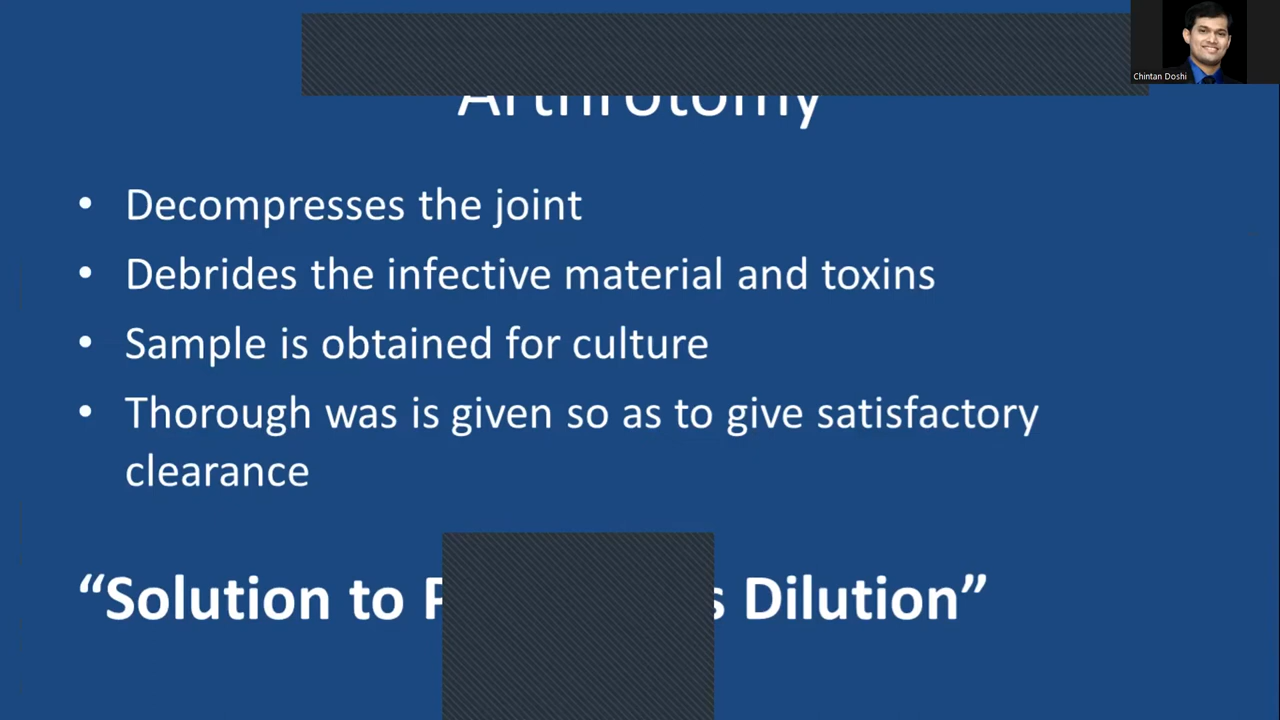 Chintan Doshi
Arthrotomy
• Decompresses the joint
• Debrides the infective material and toxins
• Sample is obtained for culture
• Thorough was is given so as to give satisfactory
clearance
“Solution to Dilution”